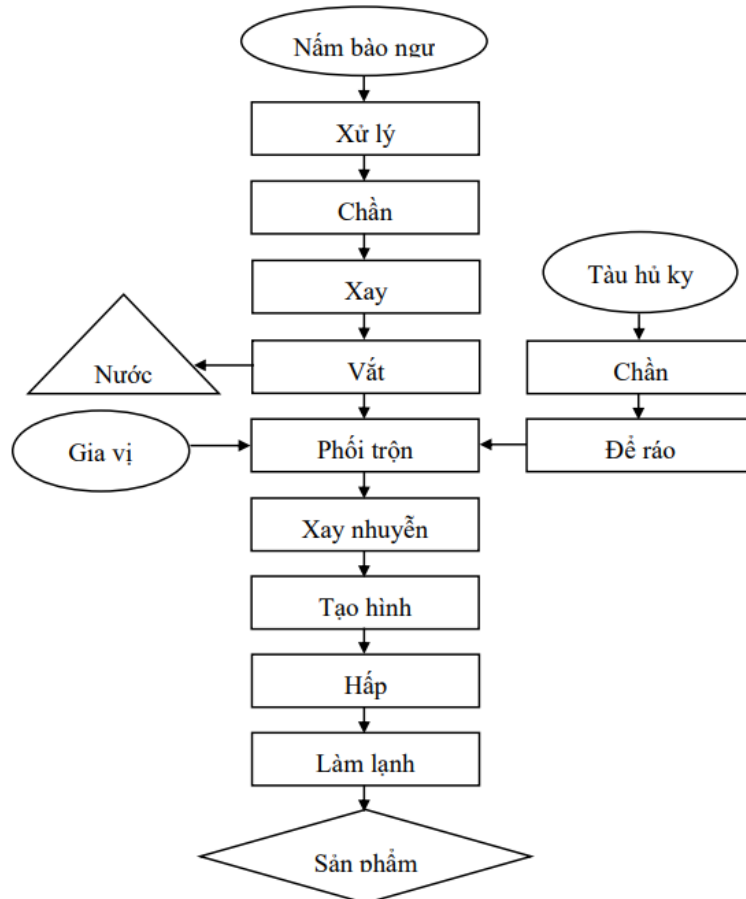 Nấm bào ngư
Xử lý
Chần
Xay
Tàu hủ ky
Nước
Vắt
Chần
Gia vị
Phối trộn
Để ráo
Xay nhuyễn
Tạo hình
Hấp
Làm lạnh
Sản phẩm